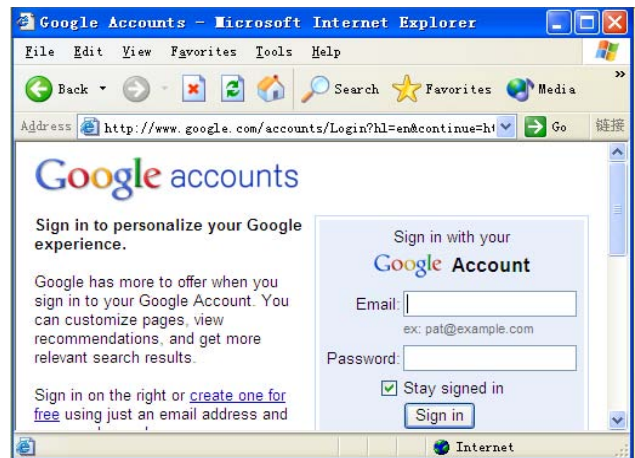 Google Accounts - Microsoft Internet Explorer
File Edit View Favorites Tools Help
Back Search Favorites Media »
Address http://www.google.com/accounts/Login?hl=en&continue=ht Go 链接
Google accounts
Sign in to personalize your Google
experience.
Google has more to offer when you
sign in to your Google Account. You
can customize pages, view
recommendations, and get more
relevant search results.
Sign in on the right or create one for
free using just an email address and
Sign in with your
Google Account
Email:
ex: pat@example.com
Password:
Stay signed in
Sign in
Internet